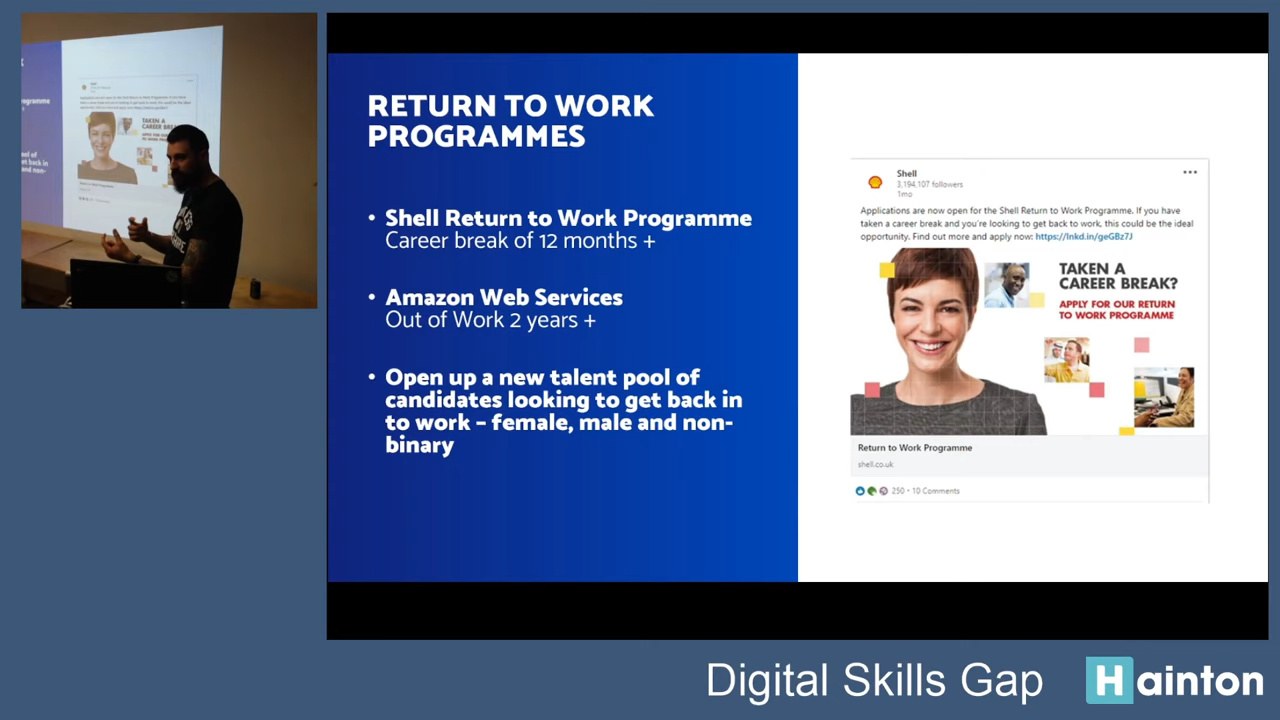 RETURN TO WORK
PROGRAMMES
• Shell Return to Work Programme
Career break of 12 months +
• Amazon Web Services
Out of Work 2 years +
• Open up a new talent pool of
candidates looking to get back in
to work – female, male and non-
binary
Shell
3,194,107 followers
1mo
Applications are now open for the Shell Return to Work Programme. If you have
taken a career break and you're looking to get back to work, this could be the ideal
opportunity. Find out more and apply now: https://lnkd.in/geGBz7J
TAKEN A
CAREER BREAK?
APPLY FOR OUR RETURN
TO WORK PROGRAMME
Return to Work Programme
shell.co.uk
250 • 10 Comments
TAKEN A
CAREER BREA
Digital Skills Gap
Hainton